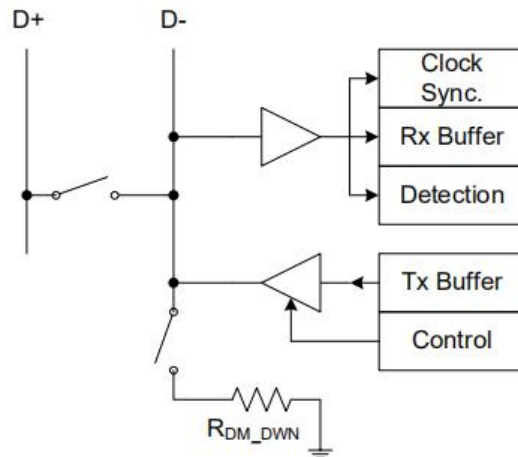 D+ D-
Clock
Sync.
Rx Buffer
Detection
Tx Buffer
Control
RDM_DWN